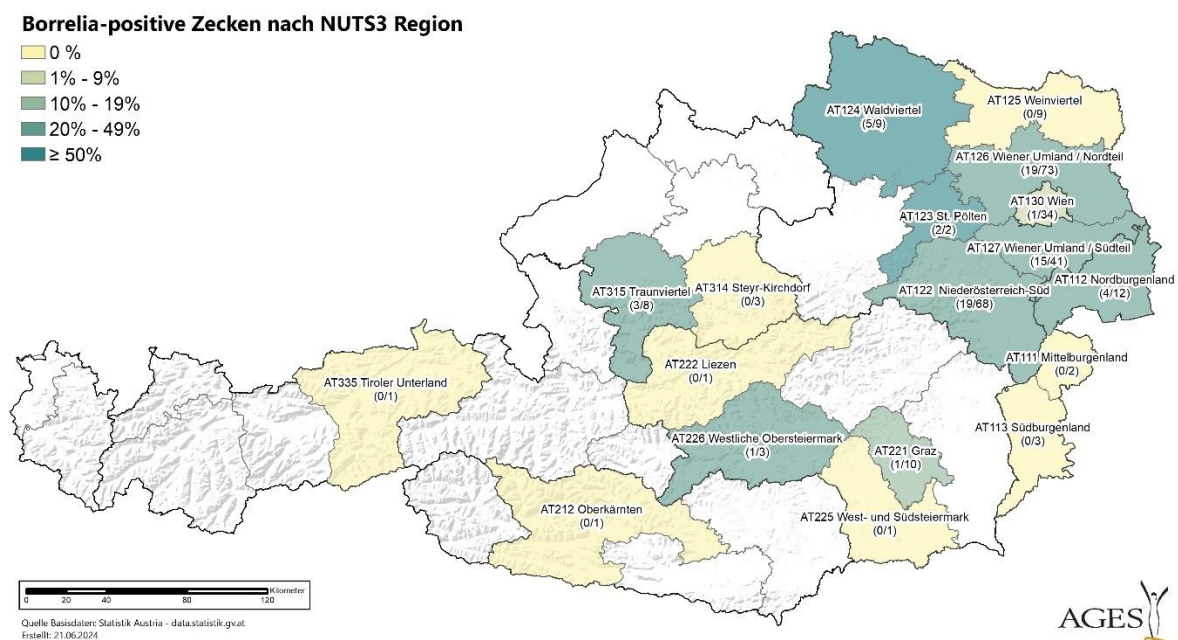 Borrelia-positive Zecken nach NUTS3 Region
0 %
1% - 9%
10% - 19%
20% - 49%
≥ 50%
AT124 Waldviertel
(5/9)
AT125 Weinviertel
(0/9)
AT126 Wiener Umland / Nordteil
(19/73)
AT130 Wien
(1/34)
AT123 St. Pölten
(2/2)
AT127 Wiener Umland / Südteil
(15/41)
AT122 Niederösterreich-Süd
(19/68)
AT112 Nordburgenland
(4/12)
AT315 Traunviertel
(3/8)
AT314 Steyr-Kirchdorf
(0/3)
AT222 Liezen
(0/1)
AT111 Mittelburgenland
(0/2)
AT335 Tiroler Unterland
(0/1)
AT113 Südburgenland
(0/3)
AT226 Westliche Obersteiermark
(1/3)
AT221 Graz
(1/10)
AT212 Oberkärnten
(0/1)
AT225 West- und Südsteiermark
(0/1)
Kilometer
0 20 40 80 120
Quelle Basisdaten: Statistik Austria - data.statistik.gv.at
Erstellt: 21.06.2024
AGES